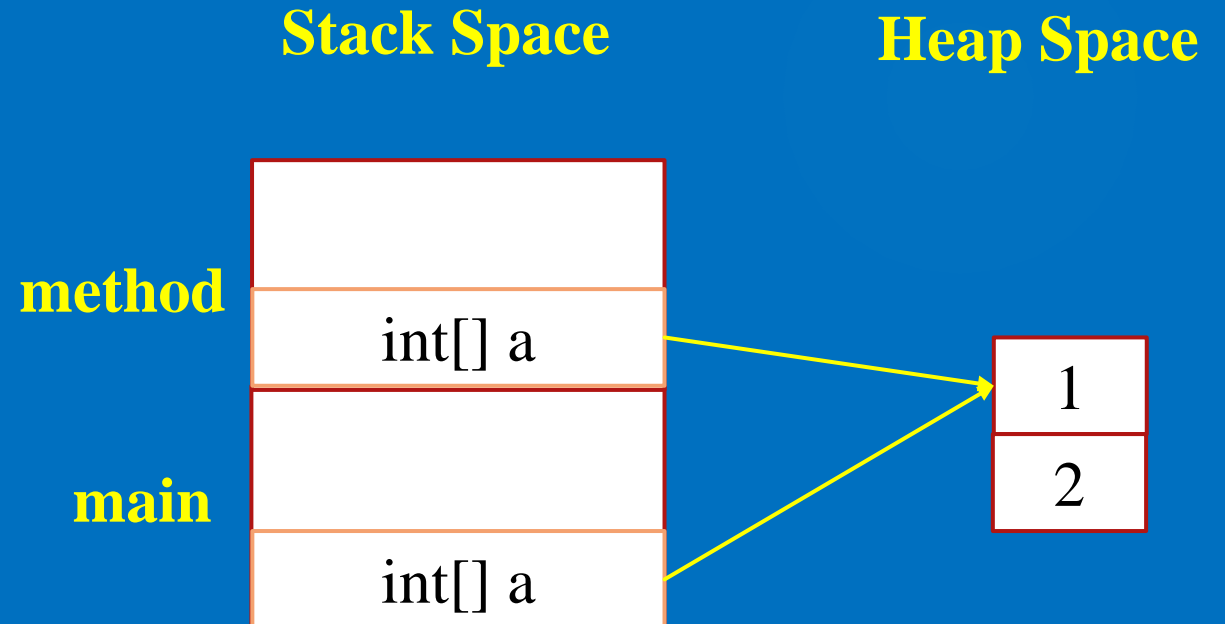 Stack Space
Heap Space
method
int[] a
1
2
main
int[] a